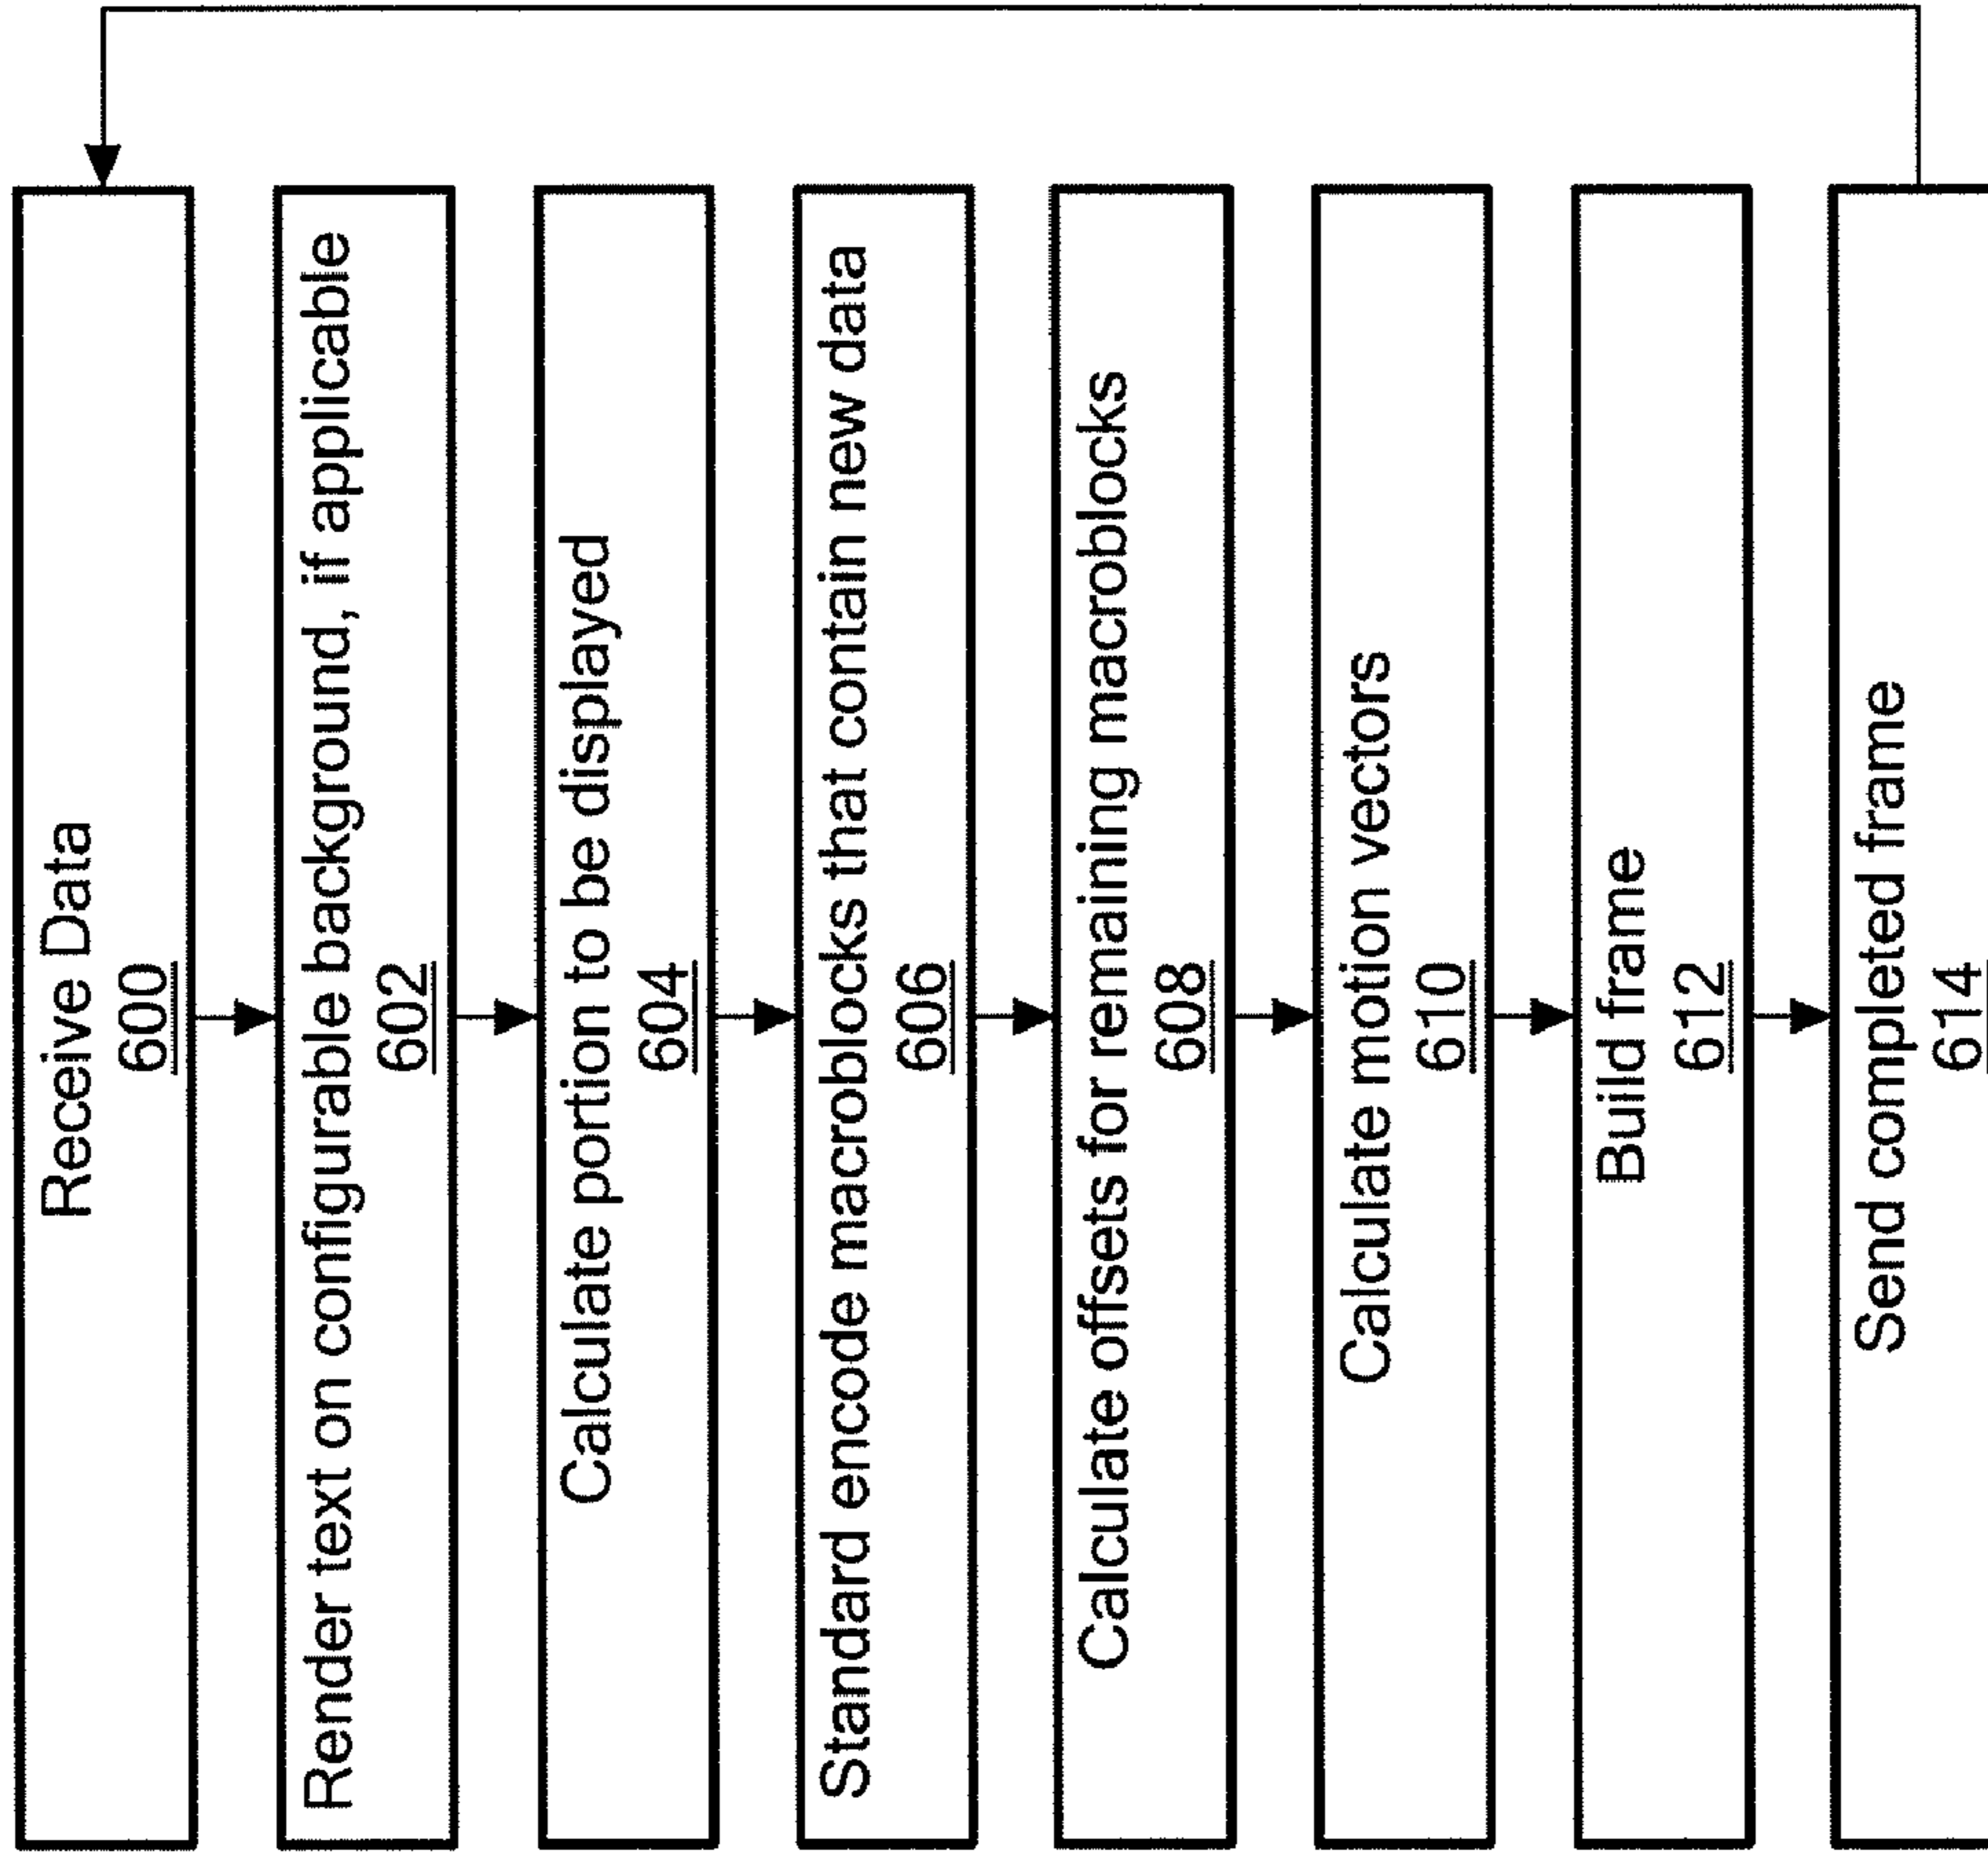 Receive Data
600
Render text on configurable background, if applicable
602
Calculate portion to be displayed
604
Standard encode macroblocks that contain new data
606
Calculate offsets for remaining macroblocks
608
Calculate motion vectors
610
Build frame
612
Send completed frame
614